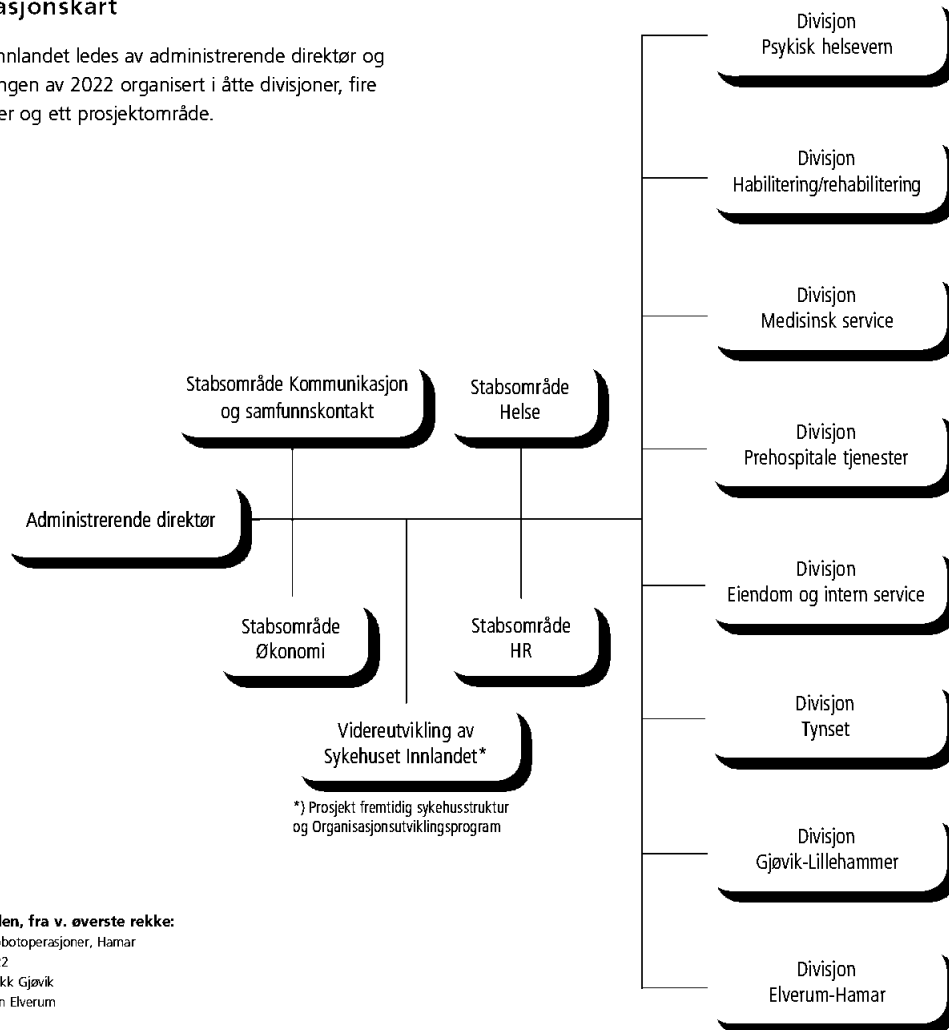 asjonskart
nnlandet ledes av administrerende direktør og
ngen av 2022 organisert i åtte divisjoner, fire
er og ett prosjektområde.
Divisjon
Psykisk helsevern
Divisjon
Habilitering/rehabilitering
Divisjon
Medisinsk service
Stabsområde Kommunikasjon
og samfunnskontakt
Stabsområde
Helse
Divisjon
Prehospitale tjenester
Administrerende direktør
Divisjon
Eiendom og intern service
Stabsområde
Økonomi
Stabsområde
HR
Videreutvikling av
Sykehuset Innlandet*
*) Prosjekt fremtidig sykehusstruktur
og Organisasjonsutviklingsprogram
Divisjon
Tynset
Divisjon
Gjøvik-Lillehammer
Divisjon
Elverum-Hamar
den, fra v. øverste rekke:
obotoperasjoner, Hamar
22
kk Gjøvik
n Elverum